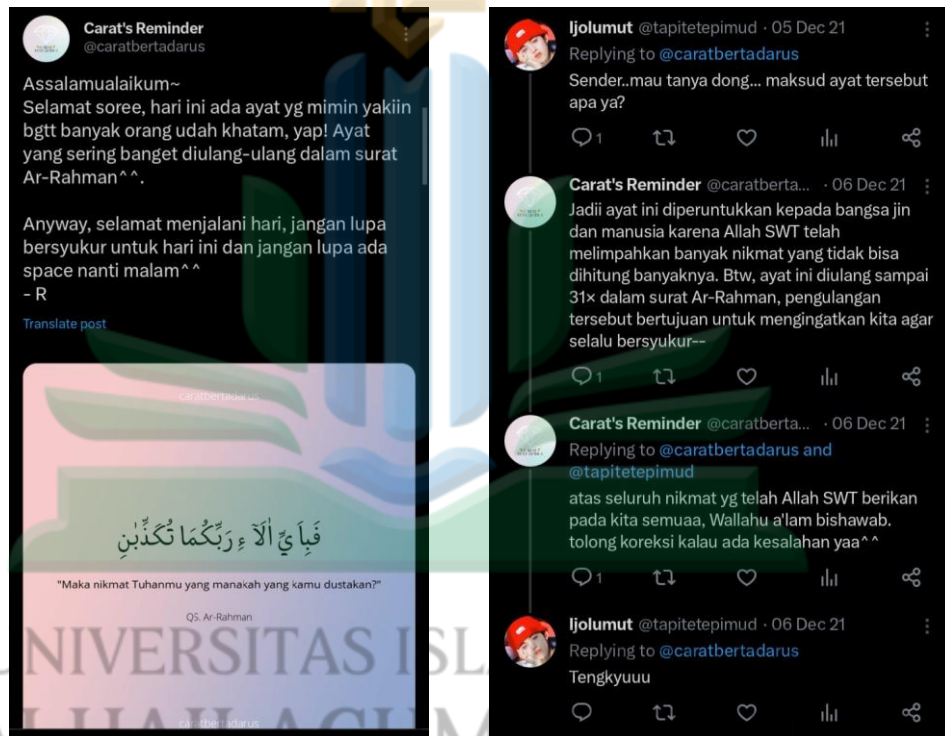 Carat's Reminder
@caratbertadarus
Assalamualaikum~
Selamat soree, hari ini ada ayat yg mimin yakiin
bgtt banyak orang udah khatam, yap! Ayat
yang sering banget diulang-ulang dalam surat
Ar-Rahman^^.
Anyway, selamat menjalani hari, jangan lupa
bersyukur untuk hari ini dan jangan lupa ada
space nanti malam^^
- R
Translate post
caratbertadarus
فَبِاَيِّ اٰلَاۤءِ رَبِّكُمَا تُكَذِّبٰنِ
"Maka nikmat Tuhanmu yang manakah yang kamu dustakan?"
QS. Ar-Rahman
caratbertadarus
Ijolumut @tapitetepimud · 05 Dec 21
Replying to @caratbertadarus
Sender..mau tanya dong... maksud ayat tersebut
apa ya?
1
Carat's Reminder @caratberta... · 06 Dec 21
Jadii ayat ini diperuntukkan kepada bangsa jin
dan manusia karena Allah SWT telah
melimpahkan banyak nikmat yang tidak bisa
dihitung banyaknya. Btw, ayat ini diulang sampai
31× dalam surat Ar-Rahman, pengulangan
tersebut bertujuan untuk mengingatkan kita agar
selalu bersyukur--
1
Carat's Reminder @caratberta... · 06 Dec 21
Replying to @caratbertadarus and
@tapitetepimud
atas seluruh nikmat yg telah Allah SWT berikan
pada kita semuaa, Wallahu a'lam bishawab.
tolong koreksi kalau ada kesalahan yaa^^
1
Ijolumut @tapitetepimud · 06 Dec 21
Replying to @caratbertadarus
Tengkyuuu
UNIVERSITAS ISL